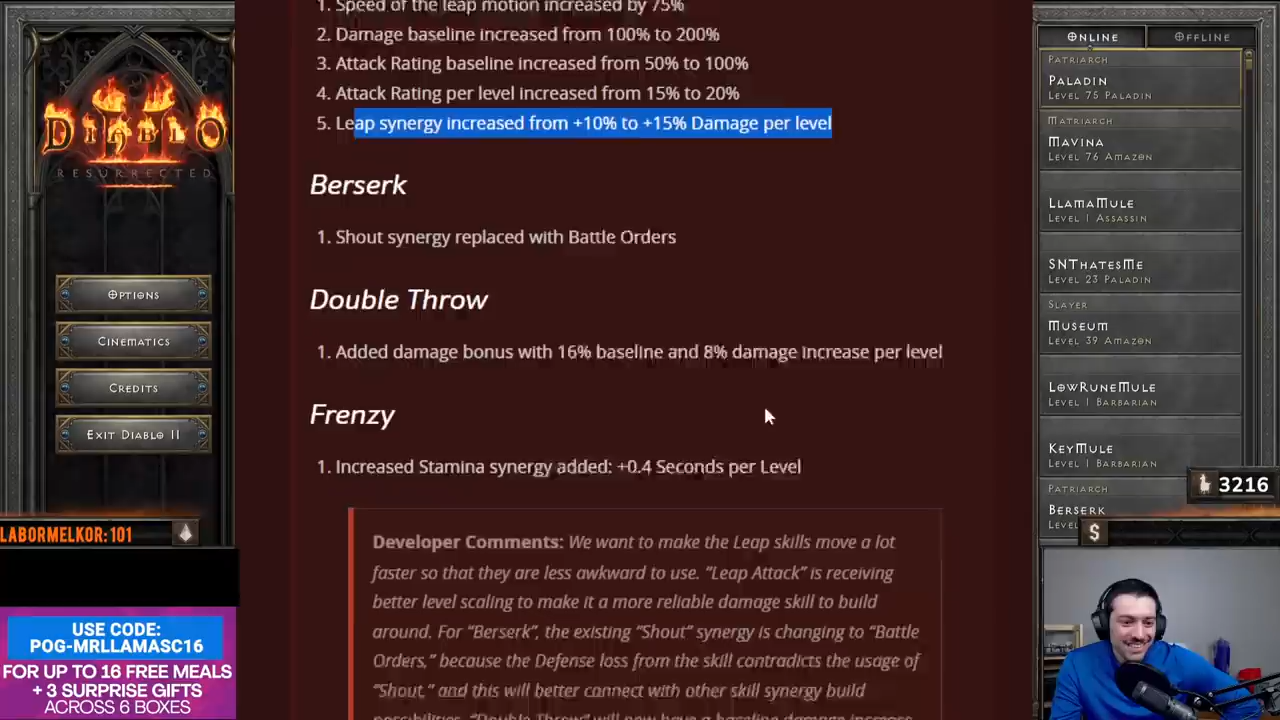 1. Speed of the leap motion increased by 75%
2. Damage baseline increased from 100% to 200%
3. Attack Rating baseline increased from 50% to 100%
4. Attack Rating per level increased from 15% to 20%
5. Leap synergy increased from +10% to +15% Damage per level
Berserk
1. Shout synergy replaced with Battle Orders
Double Throw
1. Added damage bonus with 16% baseline and 8% damage increase per level
Frenzy
1. Increased Stamina synergy added: +0.4 Seconds per Level
Developer Comments: We want to make the Leap skills move a lot
faster so that they are less awkward to use. "Leap Attack" is receiving
better level scaling to make it a more reliable damage skill to build
around. For "Berserk", the existing "Shout" synergy is changing to "Battle
Orders," because the Defense loss from the skill contradicts the usage of
"Shout," and this will better connect with other skill synergy build
possibilities. "Double Throw" will now have a baseline damage increase
DIABLO
II
RESURRECTED
Options
Cinematics
Credits
Exit Diablo II
LABORMELKOR: 101
USE CODE:
POG-MRLLAMASC16
FOR UP TO 16 FREE MEALS
+ 3 SURPRISE GIFTS
ACROSS 6 BOXES
Online
Offline
Patriarch
Paladin
Level 75 Paladin
Matriarch
Mavina
Level 76 Amazon
LlamaMule
Level 1 Assassin
SNThatesMe
Level 23 Paladin
Slayer
Museum
Level 39 Amazon
LowRuneMule
Level 1 Barbarian
KeyMule
Level 1 Barbarian
Patriarch
Berserk
Level
3216
$